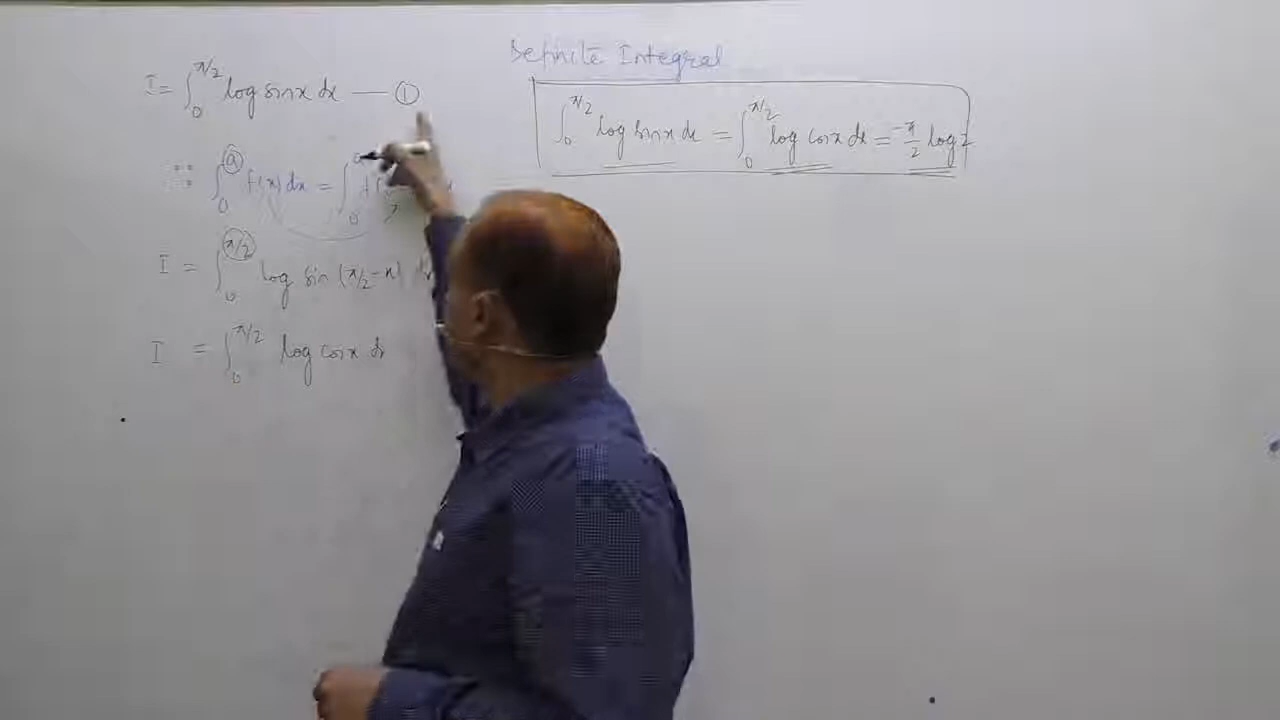 Definite Integral
I = ∫₀^π/2 log sinx dx — ①
∫₀^π/2 log sinx dx = ∫₀^π/2 log cosx dx = -π/2 log 2
∵ ∫₀^a f(x) dx = ∫₀^a f(
I = ∫₀^π/2 log sin (π/2-x) dx
I = ∫₀^π/2 log cosx dx